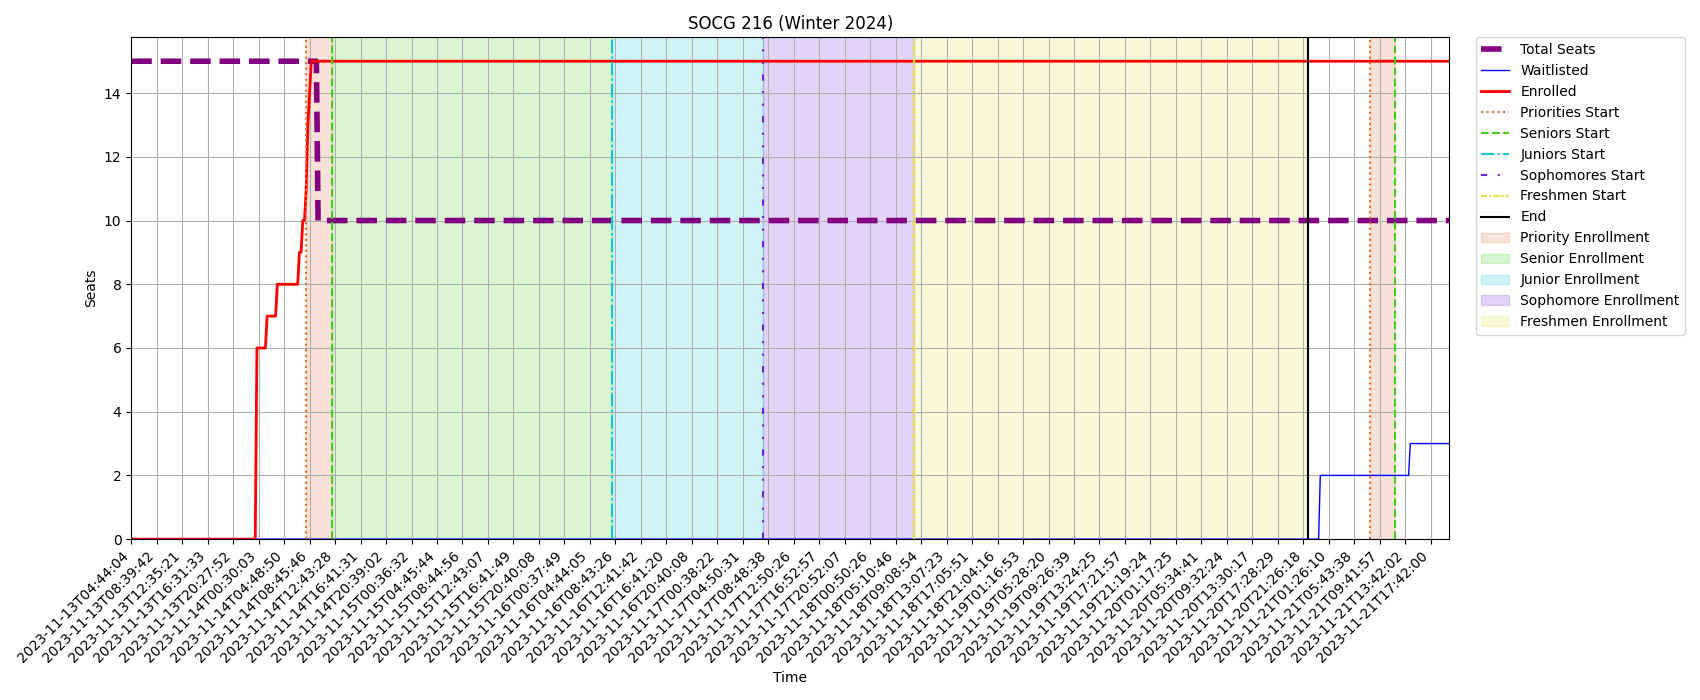 SOCG 216 (Winter 2024)
Seats
14
12
10
8
6
4
2
0
2023-11-13T04:44:04
2023-11-13T08:39:42
2023-11-13T12:35:21
2023-11-13T16:31:33
2023-11-13T20:27:52
2023-11-14T00:30:03
2023-11-14T04:48:50
2023-11-14T08:45:46
2023-11-14T12:43:28
2023-11-14T16:41:31
2023-11-14T20:39:02
2023-11-15T00:36:32
2023-11-15T04:45:44
2023-11-15T08:44:56
2023-11-15T12:43:07
2023-11-15T16:41:49
2023-11-15T20:40:08
2023-11-16T00:37:49
2023-11-16T04:44:05
2023-11-16T08:43:26
2023-11-16T12:41:42
2023-11-16T16:41:20
2023-11-16T20:40:08
2023-11-17T00:38:22
2023-11-17T04:50:31
2023-11-17T08:48:38
2023-11-17T12:50:26
2023-11-17T16:52:57
2023-11-17T20:52:07
2023-11-18T00:50:26
2023-11-18T05:10:46
2023-11-18T09:08:54
2023-11-18T13:07:23
2023-11-18T17:05:51
2023-11-18T21:04:16
2023-11-19T01:16:53
2023-11-19T05:28:20
2023-11-19T09:26:39
2023-11-19T13:24:25
2023-11-19T17:21:57
2023-11-19T21:19:24
2023-11-20T01:17:25
2023-11-20T05:34:41
2023-11-20T09:32:24
2023-11-20T13:30:17
2023-11-20T17:28:29
2023-11-20T21:26:18
2023-11-21T01:26:10
2023-11-21T05:43:38
2023-11-21T09:41:57
2023-11-21T13:42:02
2023-11-21T17:42:00
Time
Total Seats
Waitlisted
Enrolled
Priorities Start
Seniors Start
Juniors Start
Sophomores Start
Freshmen Start
End
Priority Enrollment
Senior Enrollment
Junior Enrollment
Sophomore Enrollment
Freshmen Enrollment